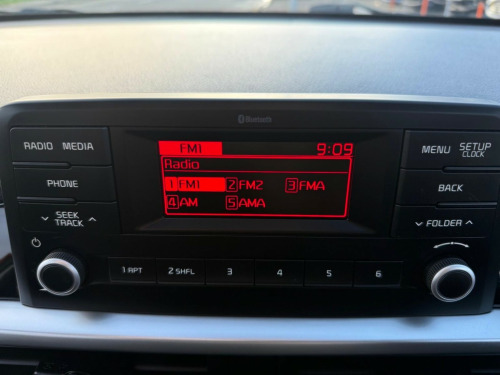 Bluetooth
RADIO MEDIA
PHONE
SEEK
TRACK
FM1 9:09
Radio
1 FM1 2 FM2 3 FMA
4 AM 5 AMA
MENU SETUP
CLOCK
BACK
FOLDER
1 RPT 2 SHFL 3 4 5 6